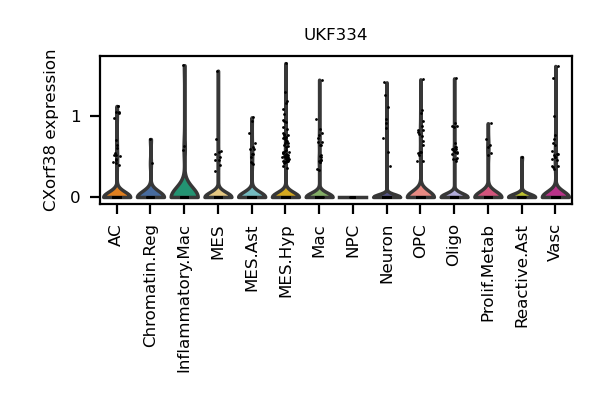 UKF334
CXorf38 expression
1
0
AC
Chromatin.Reg
Inflammatory.Mac
MES
MES.Ast
MES.Hyp
Mac
NPC
Neuron
OPC
Oligo
Prolif.Metab
Reactive.Ast
Vasc